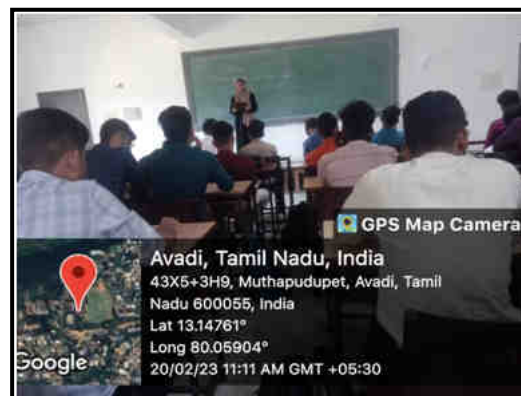 GPS Map Camera
Avadi, Tamil Nadu, India
43X5+3H9, Muthapudupet, Avadi, Tamil
Nadu 600055, India
Lat 13.14761°
Long 80.05904°
20/02/23 11:11 AM GMT +05:30
Google